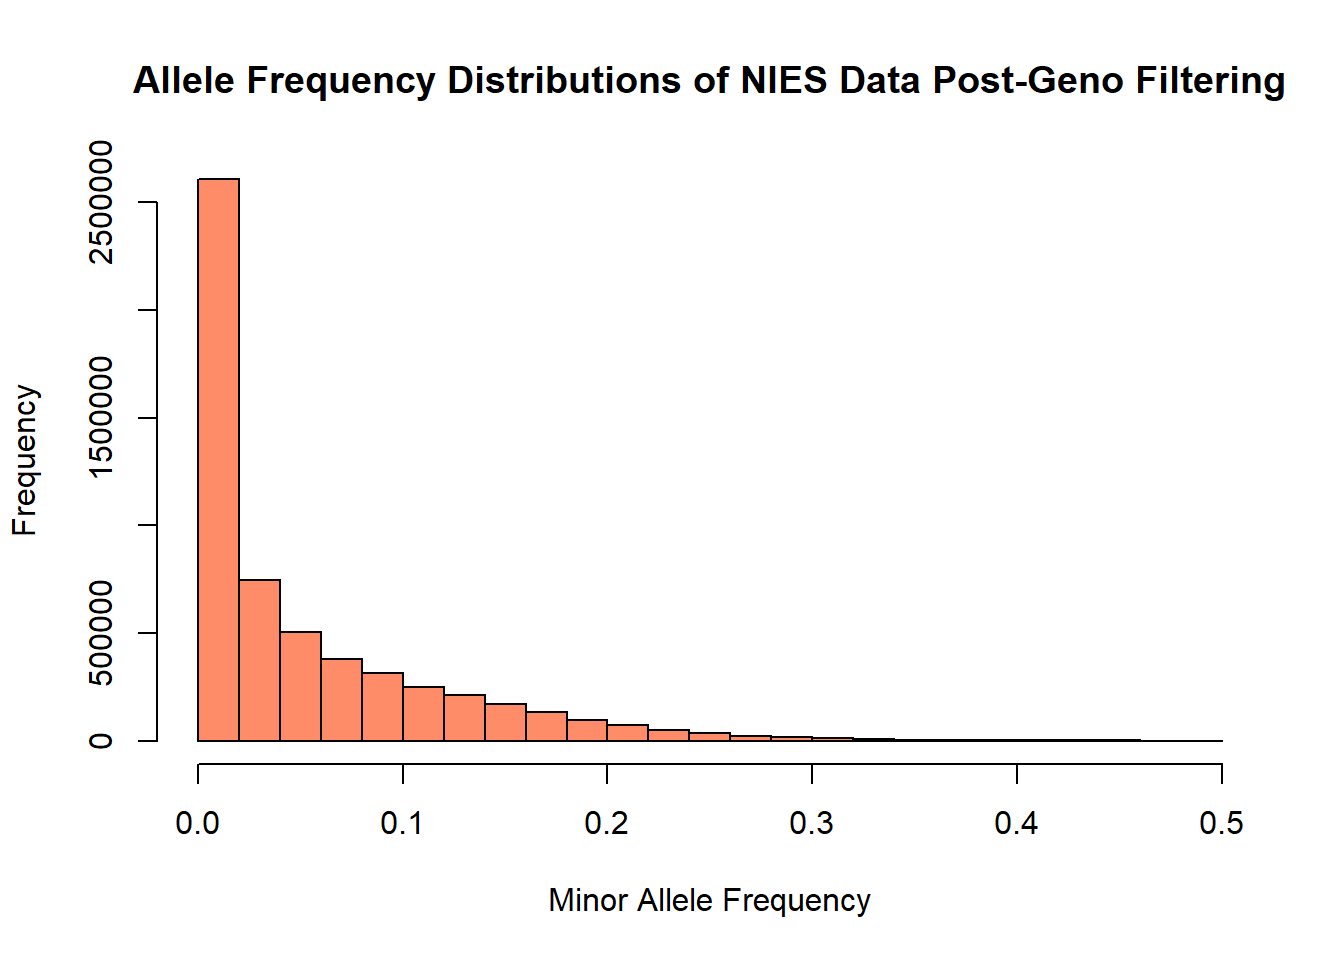 Allele Frequency Distributions of NIES Data Post-Geno Filtering
Frequency
2500000
1500000
500000
0
0.0 0.1 0.2 0.3 0.4 0.5
Minor Allele Frequency